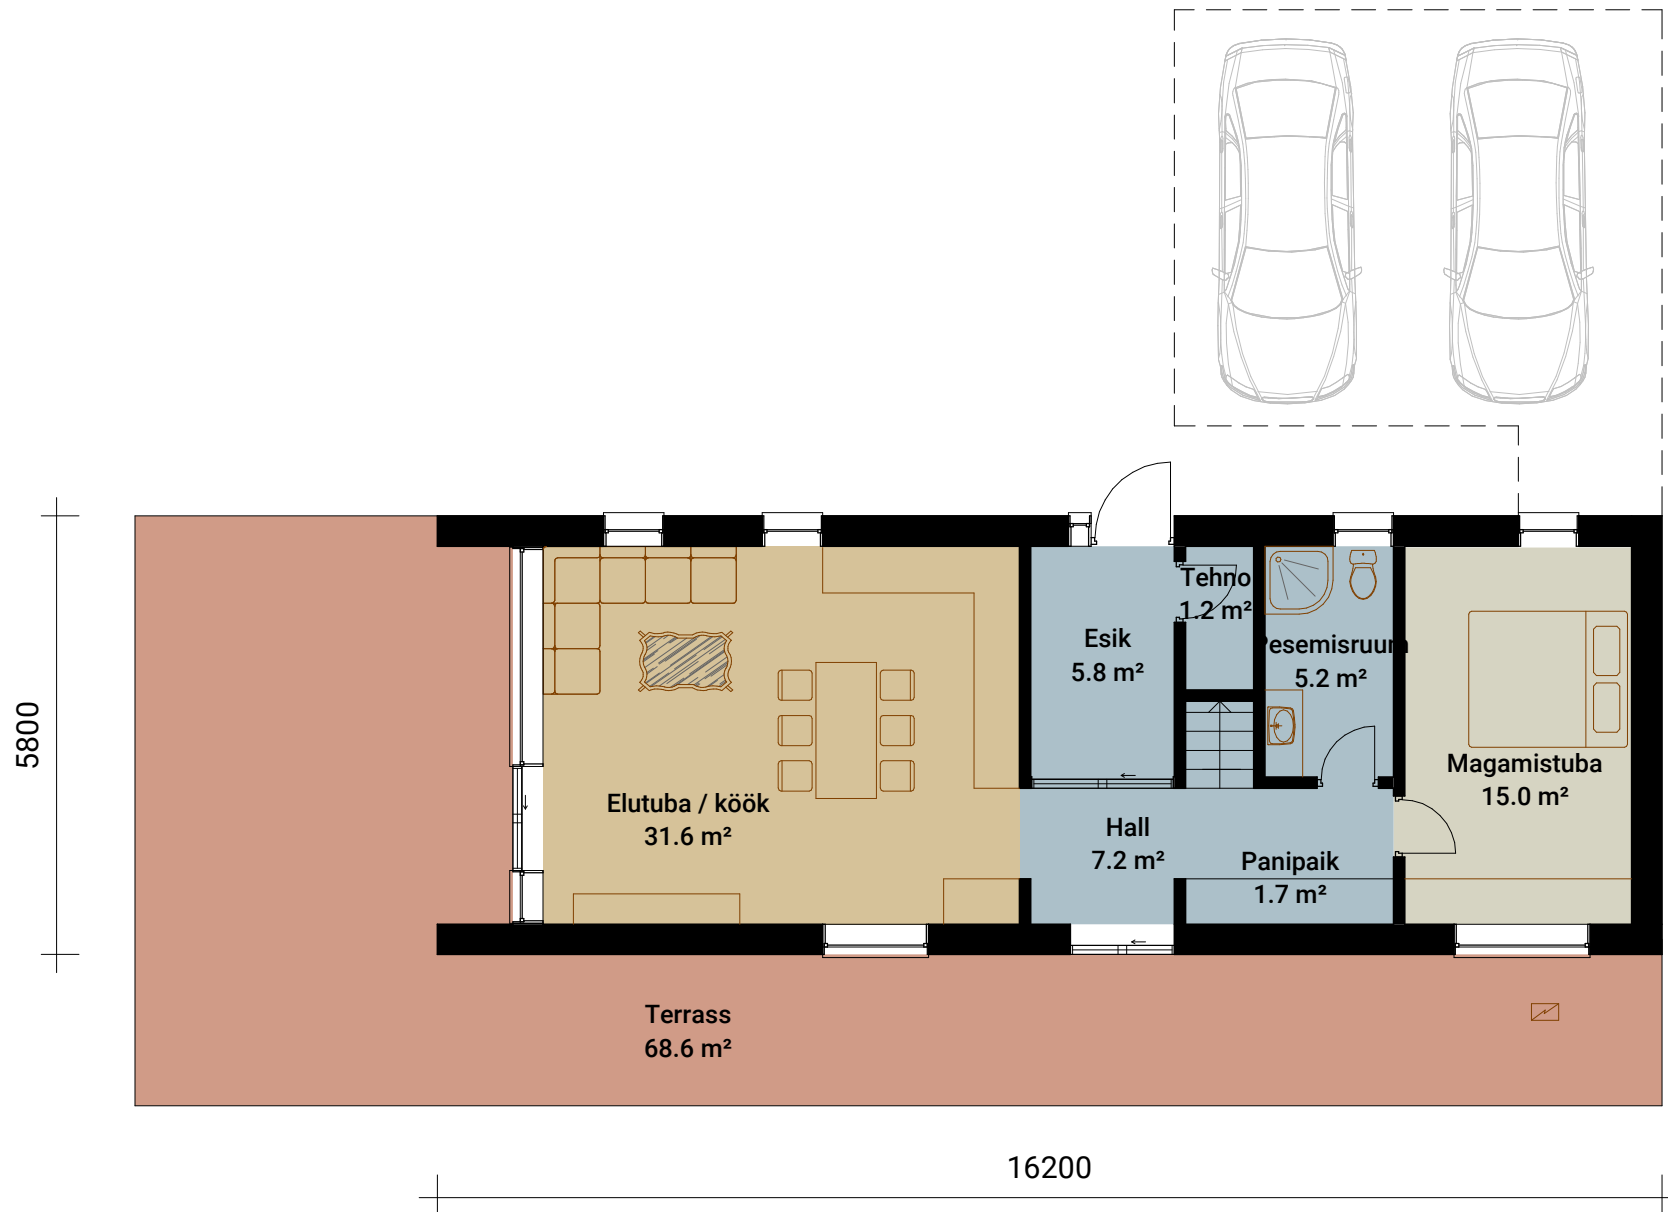 Tehno
1.2 m²
Esik
5.8 m²
Pesemisruum
5.2 m²
Magamistuba
15.0 m²
Elutuba / köök
31.6 m²
Hall
7.2 m²
Panipaik
1.7 m²
5800
Terrass
68.6 m²
16200